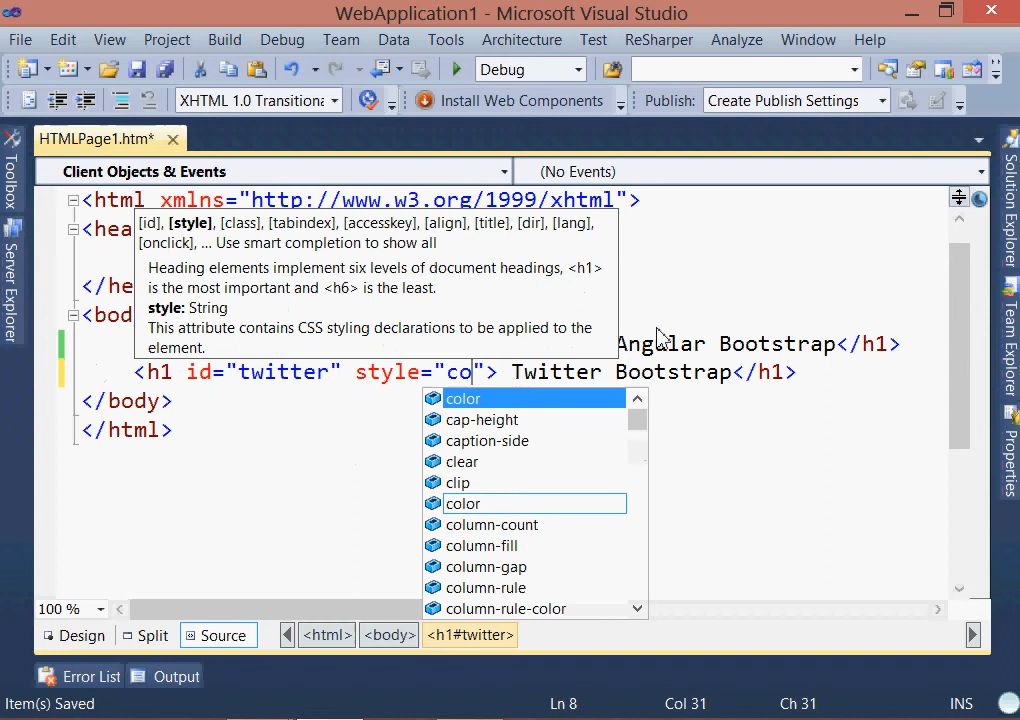 WebApplication1 - Microsoft Visual Studio
File Edit View Project Build Debug Team Data Tools Architecture Test ReSharper Analyze Window Help
Debug
XHTML 1.0 Transitiona Install Web Components Publish: Create Publish Settings
HTMLPage1.htm*
Client Objects & Events (No Events)
Toolbox
Server Explorer
Solution Explorer
Team Explorer
Properties
<html xmlns="http://www.w3.org/1999/xhtml">
<hea
[id], [style], [class], [tabindex], [accesskey], [align], [title], [dir], [lang],
[onclick], ... Use smart completion to show all
Heading elements implement six levels of document headings, <h1>
is the most important and <h6> is the least.
style: String
This attribute contains CSS styling declarations to be applied to the
element.
</he
<bod
Angular Bootstrap</h1>
<h1 id="twitter" style="co"> Twitter Bootstrap</h1>
</body>
</html>
color
cap-height
caption-side
clear
clip
color
column-count
column-fill
column-gap
column-rule
column-rule-color
100 %
Design Split Source <html> <body> <h1#twitter>
Error List Output
Item(s) Saved Ln 8 Col 31 Ch 31 INS